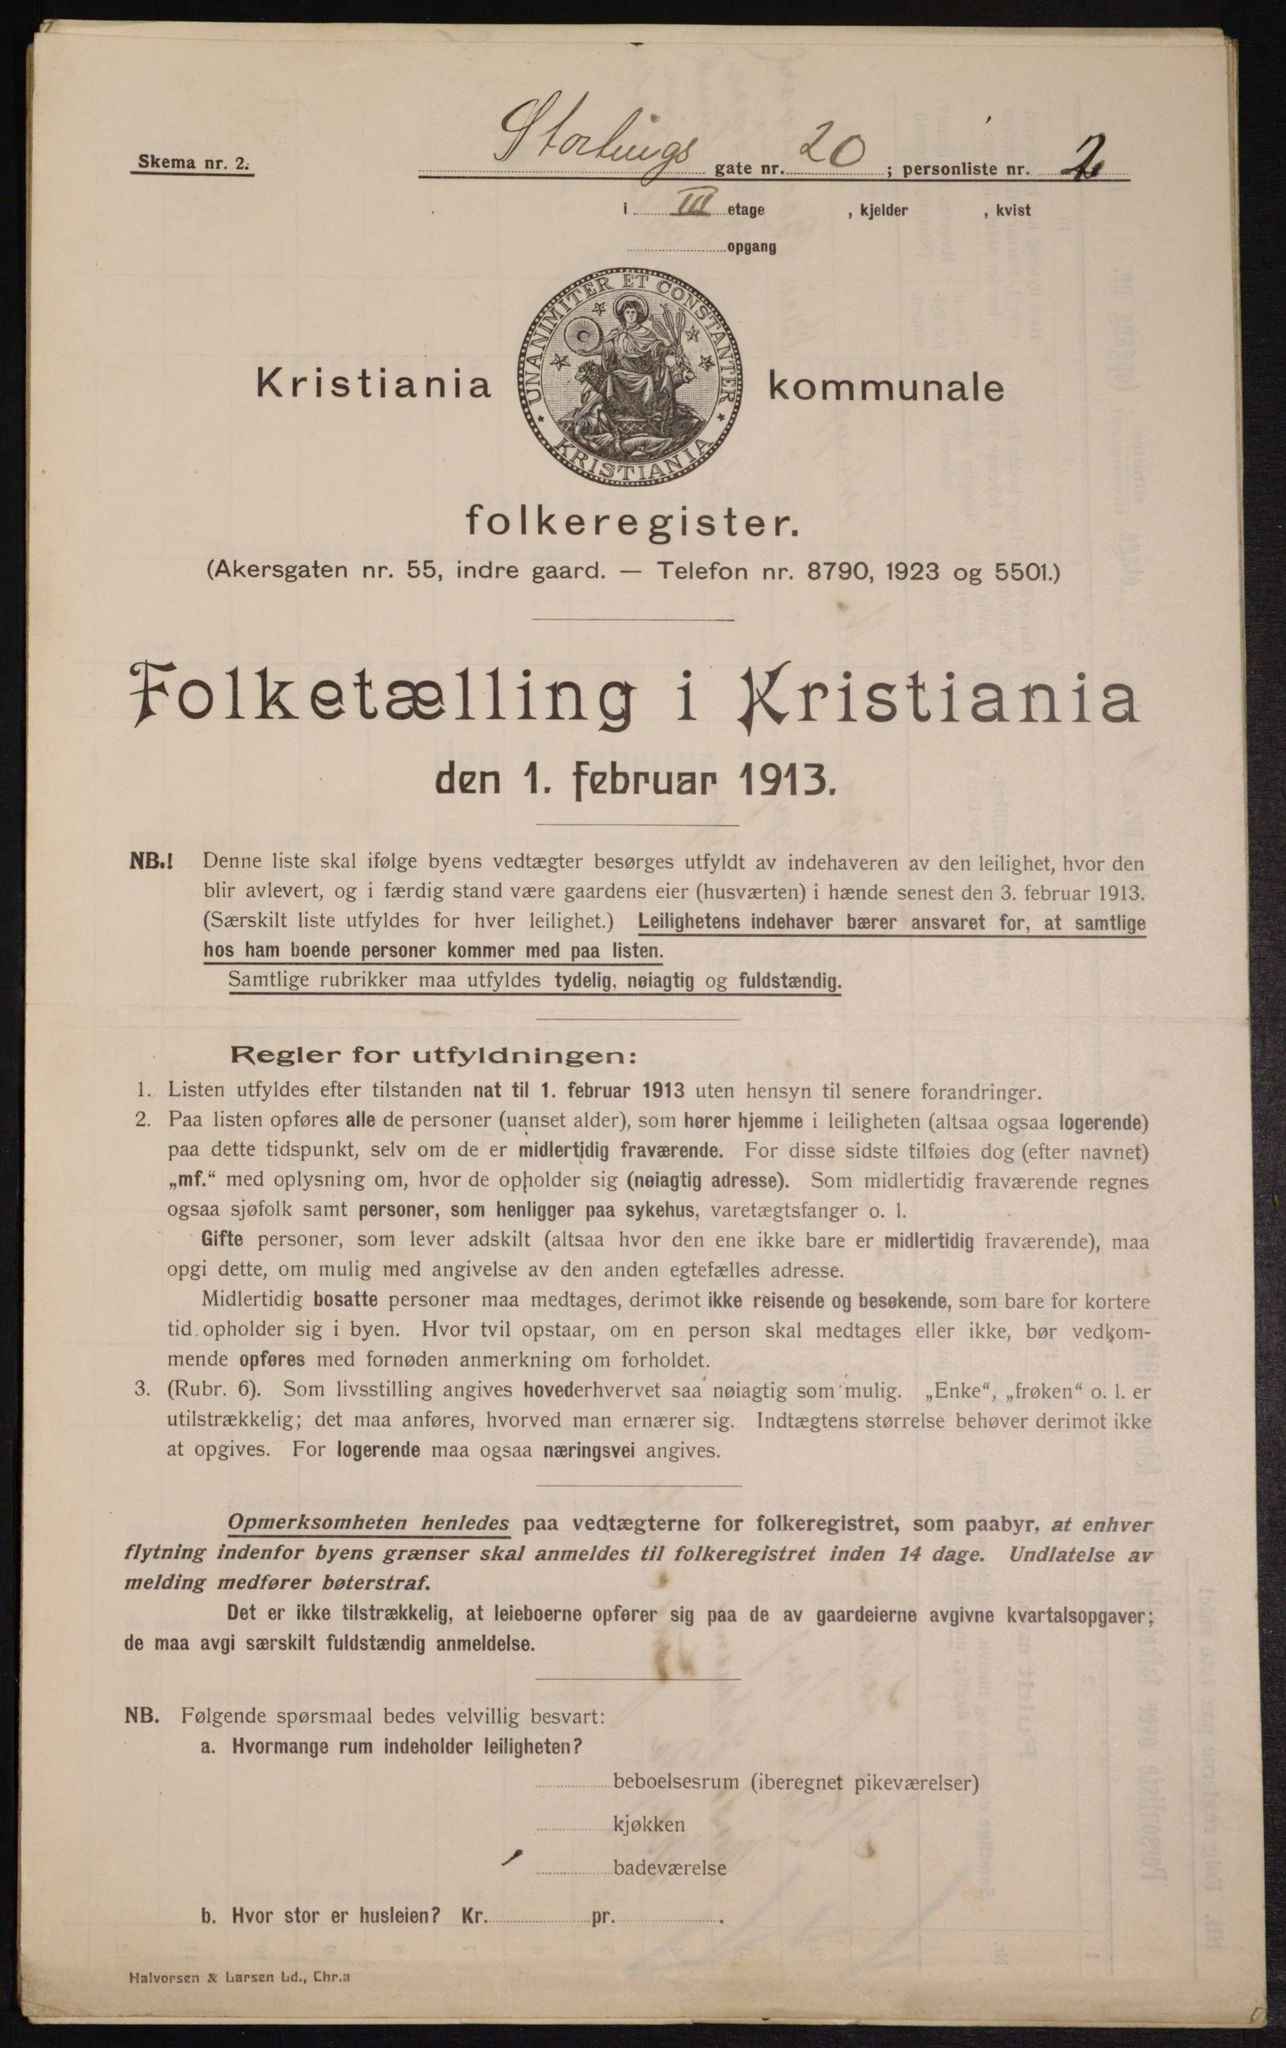 Skema nr. 2.
Stortings gate nr. 20 ; personliste nr. 2
i III etage , kjelder , kvist
opgang
UNANIMITER ET CONSTANTER
KRISTIANIA
Kristiania kommunale
folkeregister.
(Akersgaten nr. 55, indre gaard. — Telefon nr. 8790, 1923 og 5501.)
Folketælling i Kristiania
den 1. februar 1913.
NB.! Denne liste skal ifølge byens vedtægter besørges utfyldt av indehaveren av den leilighet, hvor den
blir avlevert, og i færdig stand være gaardens eier (husværten) i hænde senest den 3. februar 1913.
(Særskilt liste utfyldes for hver leilighet.) Leilighetens indehaver bærer ansvaret for, at samtlige
hos ham boende personer kommer med paa listen.
Samtlige rubrikker maa utfyldes tydelig, nøiagtig og fuldstændig.
Regler for utfyldningen:
1. Listen utfyldes efter tilstanden nat til 1. februar 1913 uten hensyn til senere forandringer.
2. Paa listen opføres alle de personer (uanset alder), som hører hjemme i leiligheten (altsaa ogsaa logerende)
paa dette tidspunkt, selv om de er midlertidig fraværende. For disse sidste tilføies dog (efter navnet)
„mf.“ med oplysning om, hvor de opholder sig (nøiagtig adresse). Som midlertidig fraværende regnes
ogsaa sjøfolk samt personer, som henligger paa sykehus, varetægtsfanger o. l.
Gifte personer, som lever adskilt (altsaa hvor den ene ikke bare er midlertidig fraværende), maa
opgi dette, om mulig med angivelse av den anden egtefælles adresse.
Midlertidig bosatte personer maa medtages, derimot ikke reisende og besøkende, som bare for kortere
tid opholder sig i byen. Hvor tvil opstaar, om en person skal medtages eller ikke, bør vedkom-
mende opføres med fornøden anmerkning om forholdet.
3. (Rubr. 6). Som livsstilling angives hovederhvervet saa nøiagtig som mulig. „Enke“, „frøken“ o. l. er
utilstrækkelig; det maa anføres, hvorved man ernærer sig. Indtægtens størrelse behøver derimot ikke
at opgives. For logerende maa ogsaa næringsvei angives.
Opmerksomheten henledes paa vedtægterne for folkeregistret, som paabyr, at enhver
flytning indenfor byens grænser skal anmeldes til folkeregistret inden 14 dage. Undlatelse av
melding medfører bøterstraf.
Det er ikke tilstrækkelig, at leieboerne opfører sig paa de av gaardeierne avgivne kvartalsopgaver;
de maa avgi særskilt fuldstændig anmeldelse.
NB. Følgende spørsmaal bedes velvillig besvart:
a. Hvormange rum indeholder leiligheten?
beboelsesrum (iberegnet pikeværelser)
kjøkken
badeværelse
b. Hvor stor er husleien? Kr. pr. .
Halvorsen & Larsen Ld., Chr.a